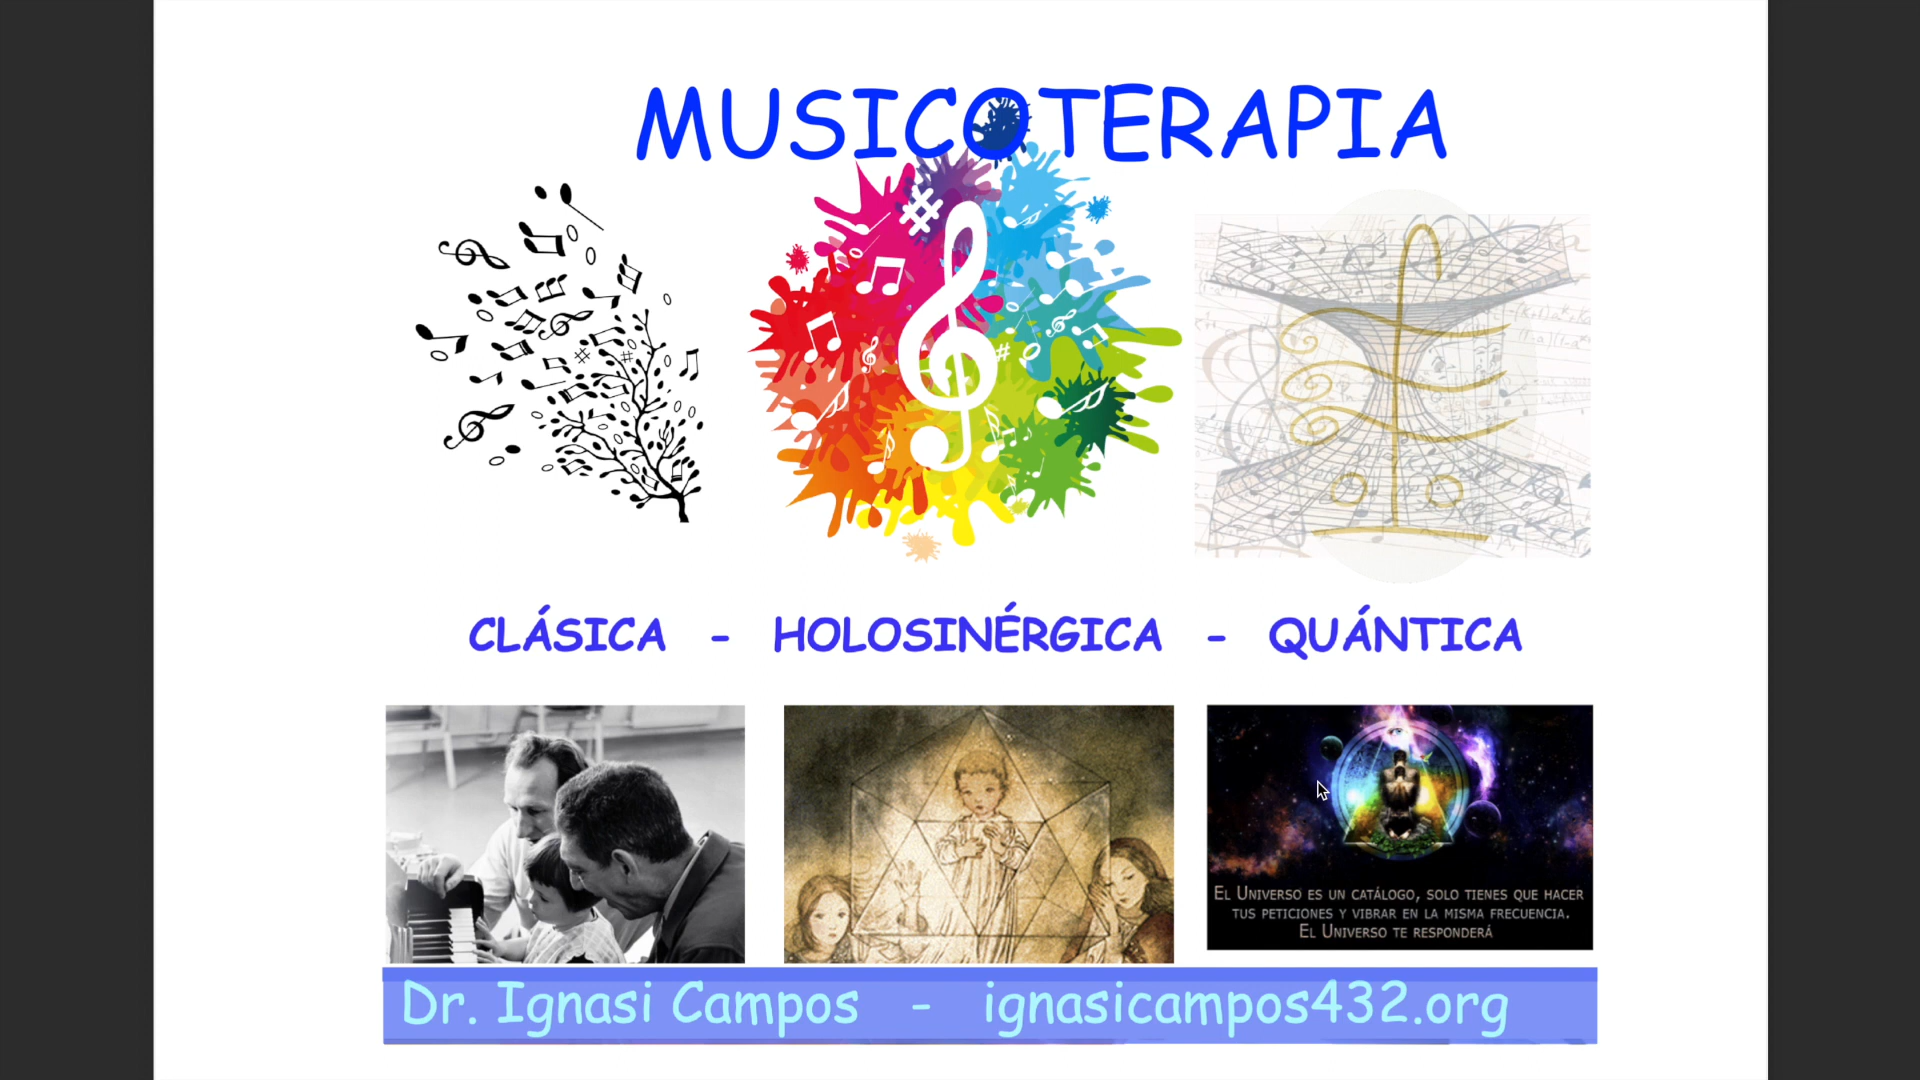 MUSICOTERAPIA
CLÁSICA - HOLOSINÉRGICA - QUÁNTICA
El Universo es un catálogo, solo tienes que hacer
tus peticiones y vibrar en la misma frecuencia.
El Universo te responderá
Dr. Ignasi Campos - ignasicampos432.org